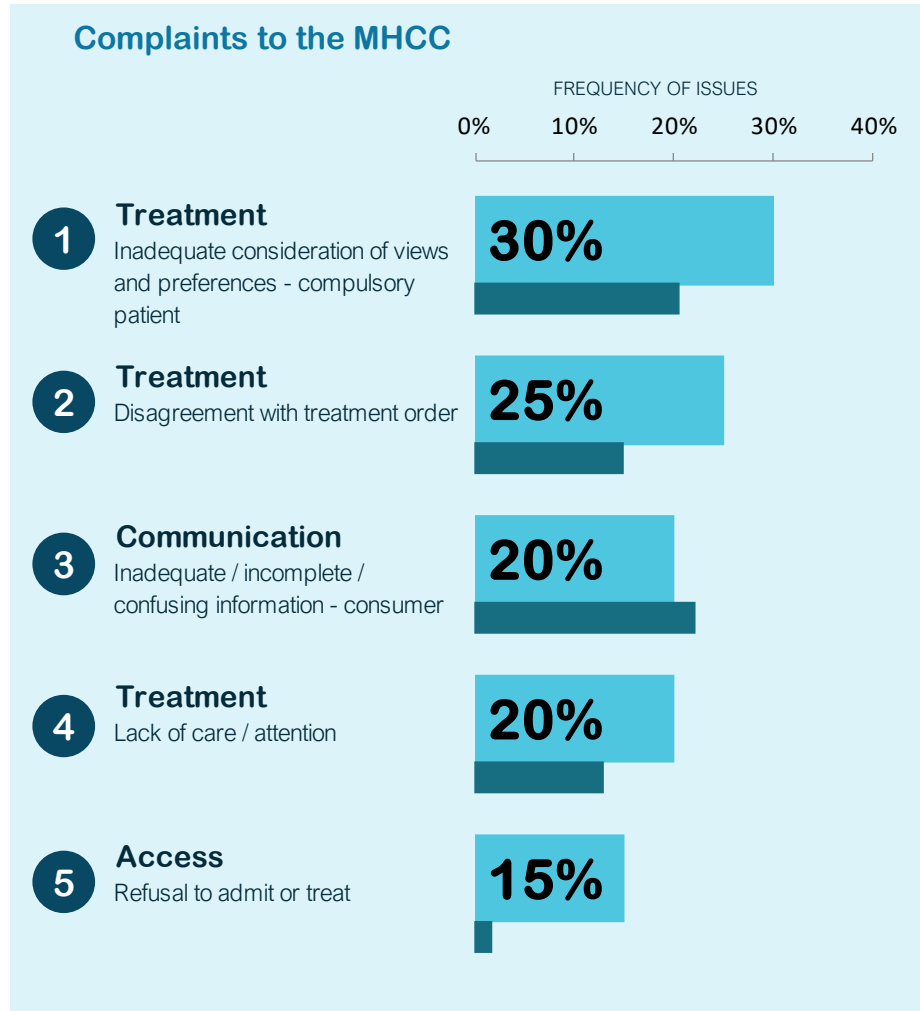 Complaints to the MHCC
FREQUENCY OF ISSUES
0% 10% 20% 30% 40%
1
Treatment
Inadequate consideration of views
and preferences - compulsory
patient
30%
2
Treatment
Disagreement with treatment order
25%
3
Communication
Inadequate / incomplete /
confusing information - consumer
20%
4
Treatment
Lack of care / attention
20%
5
Access
Refusal to admit or treat
15%